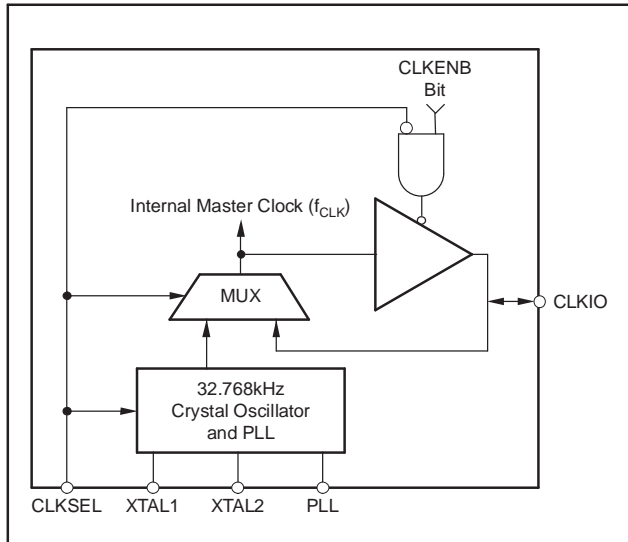 CLKENB
Bit
Internal Master Clock (fCLK)
MUX
CLKIO
32.768kHz
Crystal Oscillator
and PLL
CLKSEL XTAL1 XTAL2 PLL